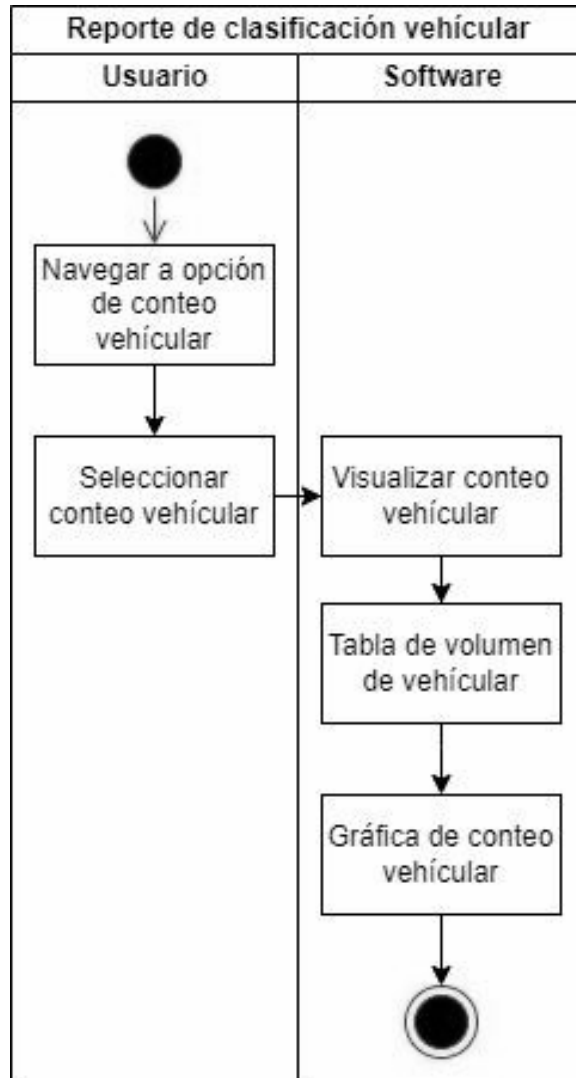 Reporte de clasificación vehícular
Usuario
Software
Navegar a opción
de conteo
vehícular
Seleccionar
conteo vehícular
Visualizar conteo
vehícular
Tabla de volumen
de vehícular
Gráfica de conteo
vehícular